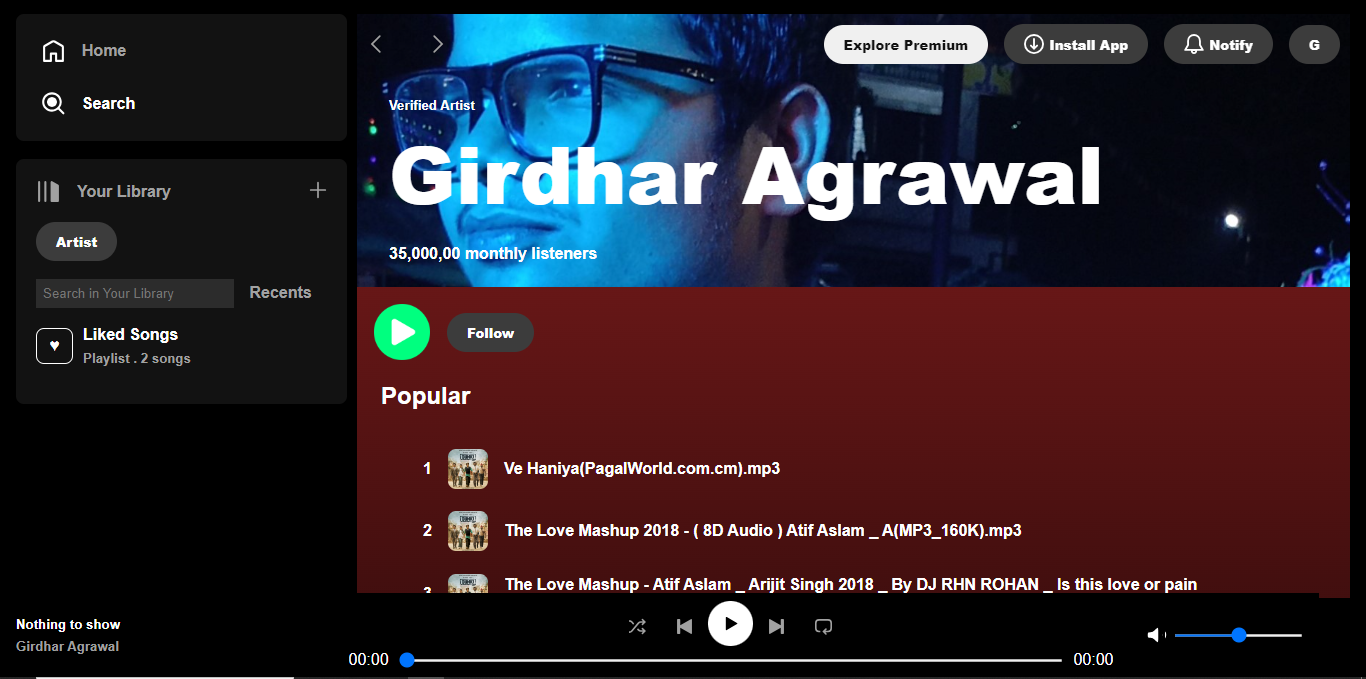 Home
Search
Your Library
Artist
Search in Your Library
Recents
Liked Songs
Playlist . 2 songs
Explore Premium
Install App
Notify
G
Verified Artist
Girdhar Agrawal
35,000,00 monthly listeners
Follow
Popular
1 Ve Haniya(PagalWorld.com.cm).mp3
2 The Love Mashup 2018 - ( 8D Audio ) Atif Aslam _ A(MP3_160K).mp3
3 The Love Mashup - Atif Aslam _ Arijit Singh 2018 _ By DJ RHN ROHAN _ Is this love or pain
Nothing to show
Girdhar Agrawal
00:00
00:00